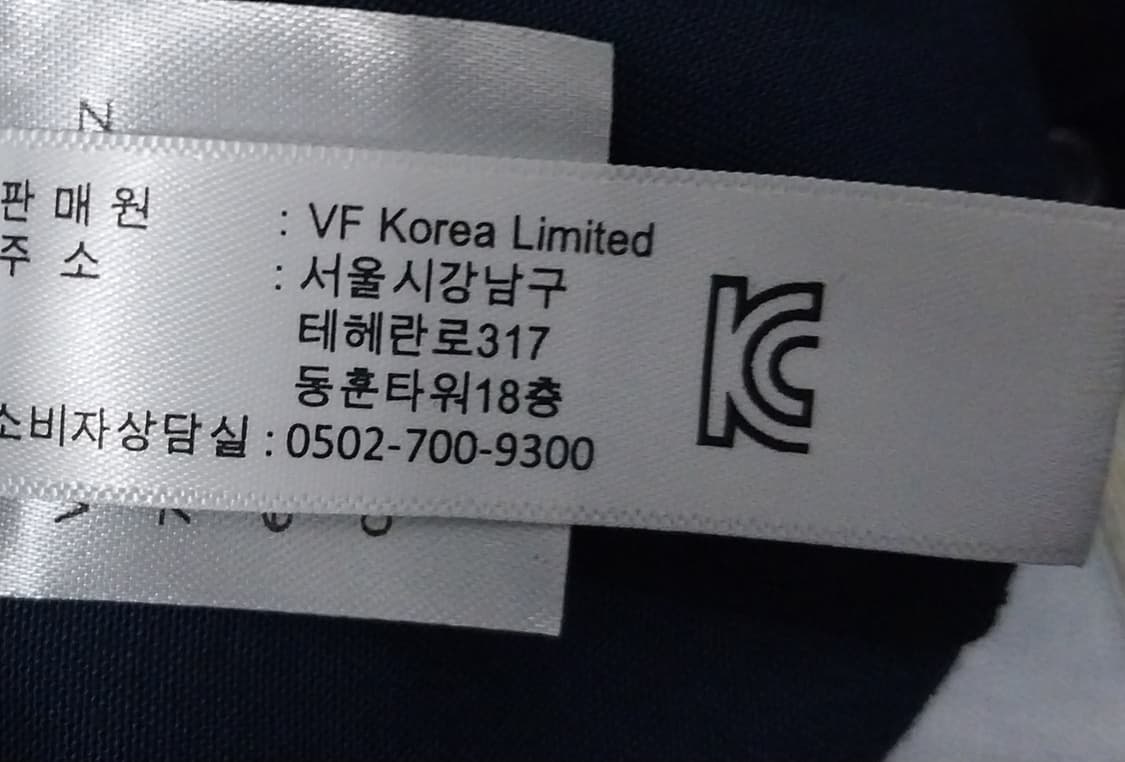 N
판매원 : VF Korea Limited
주소 : 서울시강남구
테헤란로317
동훈타워18층
소비자상담실 : 0502-700-9300
KC